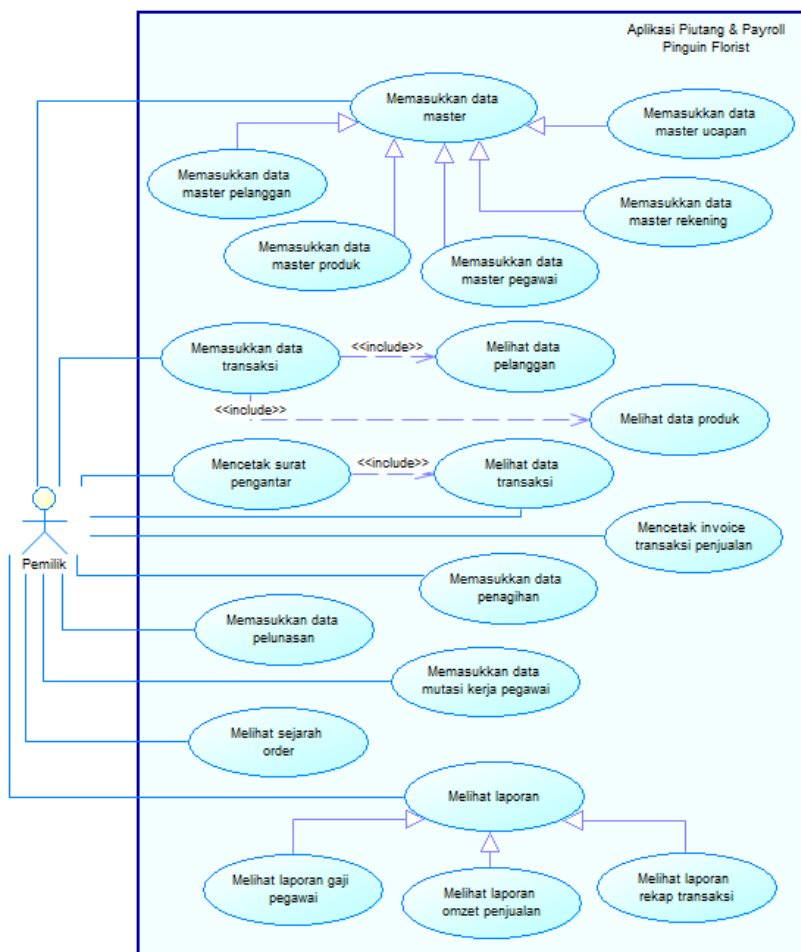 Aplikasi Piutang & Payroll
Pinguin Florist
Memasukkan data
master
Memasukkan data
master ucapan
Memasukkan data
master pelanggan
Memasukkan data
master rekening
Memasukkan data
master produk
Memasukkan data
master pegawai
Memasukkan data
transaksi
<<include>>
Melihat data
pelanggan
<<include>>
Melihat data produk
Mencetak surat
pengantar
<<include>>
Melihat data
transaksi
Mencetak invoice
transaksi penjualan
Pemilik
Memasukkan data
penagihan
Memasukkan data
pelunasan
Memasukkan data
mutasi kerja pegawai
Melihat sejarah
order
Melihat laporan
Melihat laporan gaji
pegawai
Melihat laporan
omzet penjualan
Melihat laporan
rekap transaksi